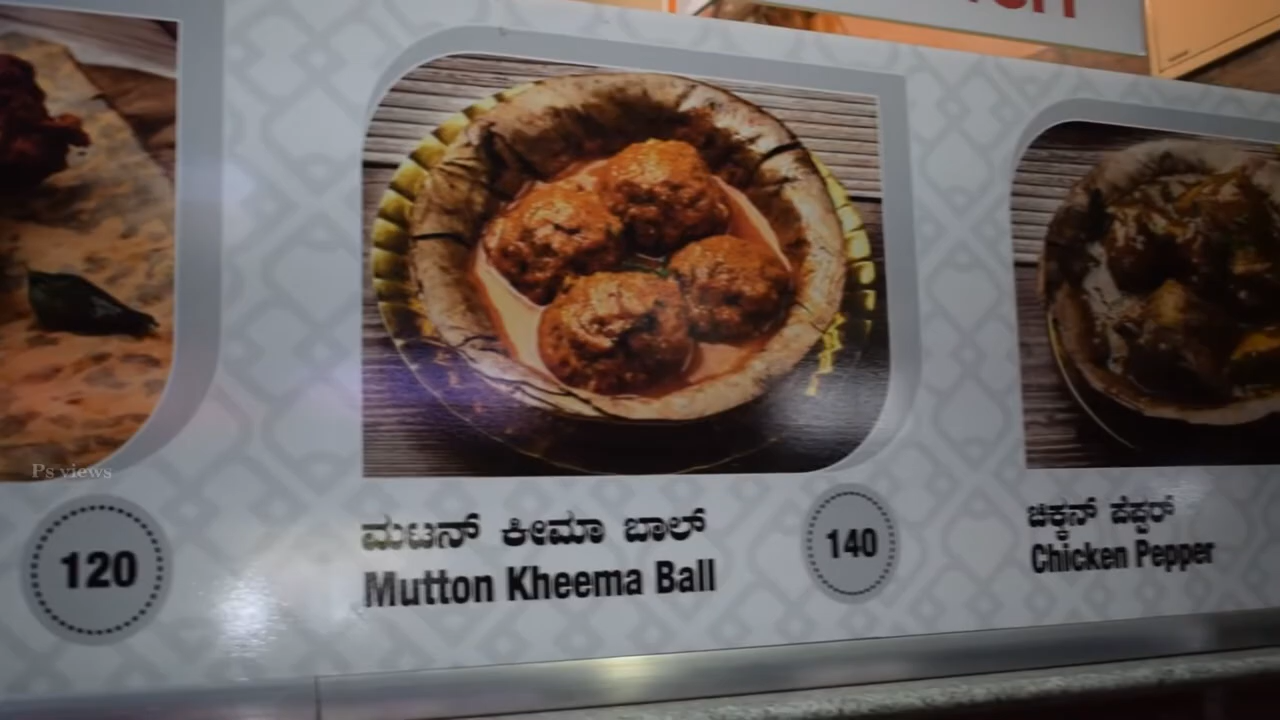 Ps views
120
ಮಟನ್ ಕೀಮಾ ಬಾಲ್
Mutton Kheema Ball
140
ಚಿಕ್ಕನ್ ಪೆಪ್ಪರ್
Chicken Pepper